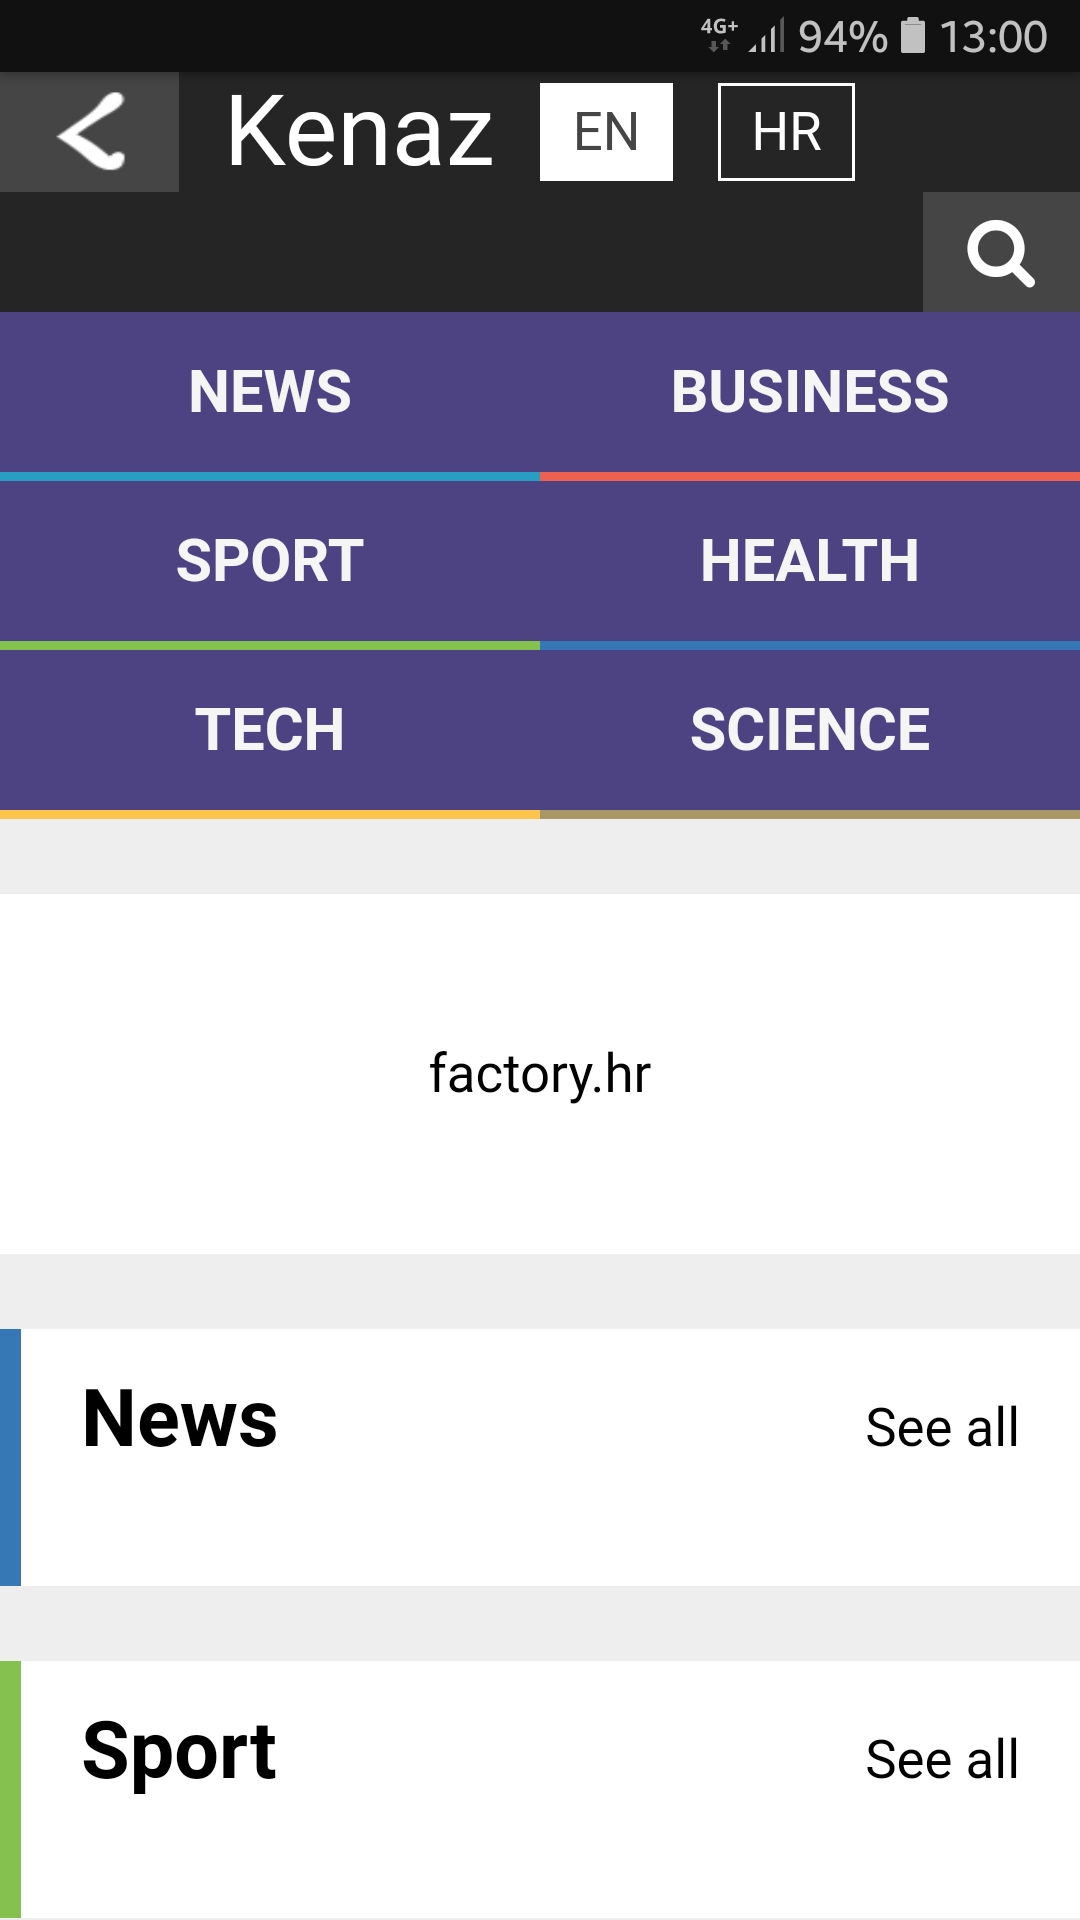 4G+ 94% 13:00
Kenaz EN HR
NEWS BUSINESS
SPORT HEALTH
TECH SCIENCE
factory.hr
News See all
Sport See all